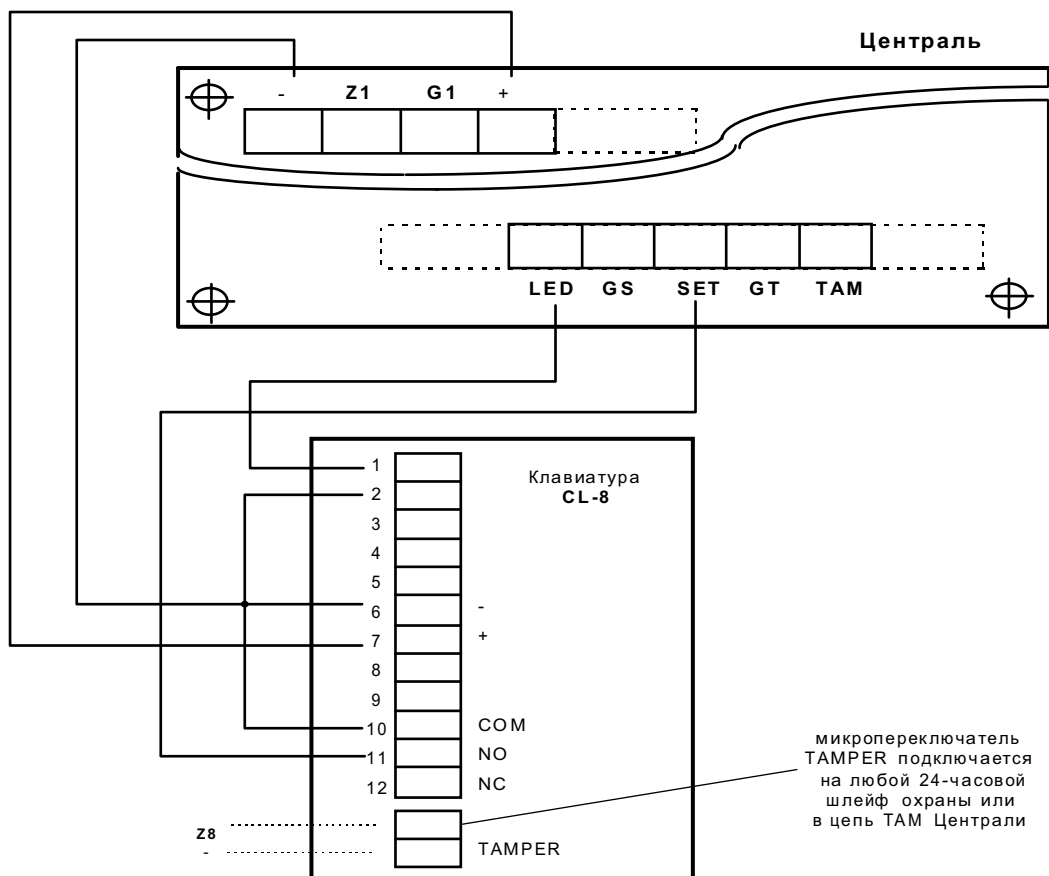 Централь
- Z1 G1 +
LED GS SET GT TAM
Клавиатура
CL-8
1
2
3
4
5
6 -
7 +
8
9
10 COM
11 NO
12 NC
микропереключатель
TAMPER подключается
на любой 24-часовой
шлейф охраны или
в цепь ТАМ Централи
Z8
- TAMPER